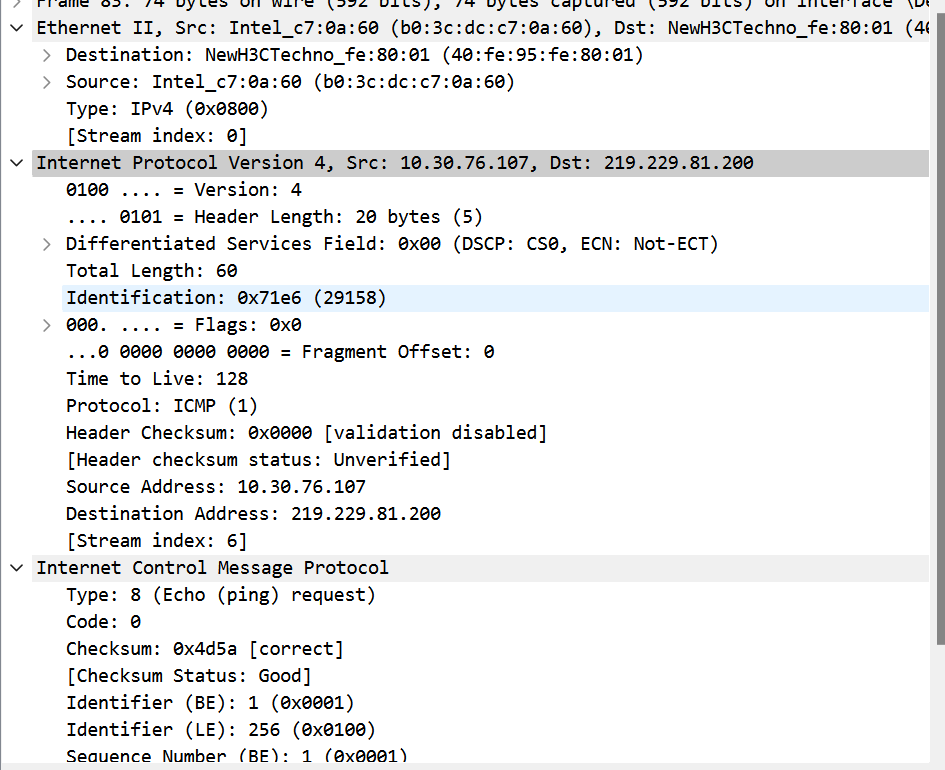 Frame 83: 74 bytes on wire (592 bits), 74 bytes captured (592 bits) on interface \De
Ethernet II, Src: Intel_c7:0a:60 (b0:3c:dc:c7:0a:60), Dst: NewH3CTechno_fe:80:01 (40
Destination: NewH3CTechno_fe:80:01 (40:fe:95:fe:80:01)
Source: Intel_c7:0a:60 (b0:3c:dc:c7:0a:60)
Type: IPv4 (0x0800)
[Stream index: 0]
Internet Protocol Version 4, Src: 10.30.76.107, Dst: 219.229.81.200
0100 .... = Version: 4
.... 0101 = Header Length: 20 bytes (5)
Differentiated Services Field: 0x00 (DSCP: CS0, ECN: Not-ECT)
Total Length: 60
Identification: 0x71e6 (29158)
000. .... = Flags: 0x0
...0 0000 0000 0000 = Fragment Offset: 0
Time to Live: 128
Protocol: ICMP (1)
Header Checksum: 0x0000 [validation disabled]
[Header checksum status: Unverified]
Source Address: 10.30.76.107
Destination Address: 219.229.81.200
[Stream index: 6]
Internet Control Message Protocol
Type: 8 (Echo (ping) request)
Code: 0
Checksum: 0x4d5a [correct]
[Checksum Status: Good]
Identifier (BE): 1 (0x0001)
Identifier (LE): 256 (0x0100)
Sequence Number (BE): 1 (0x0001)